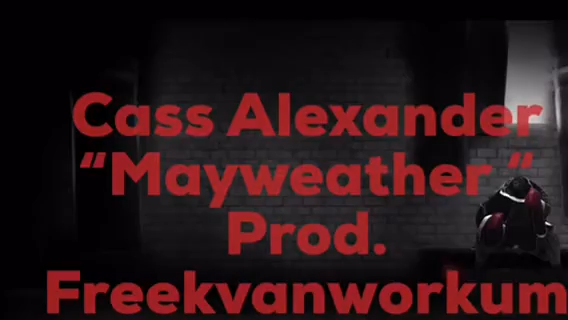 Cass Alexander
“Mayweather “
Prod.
Freekvanworkum